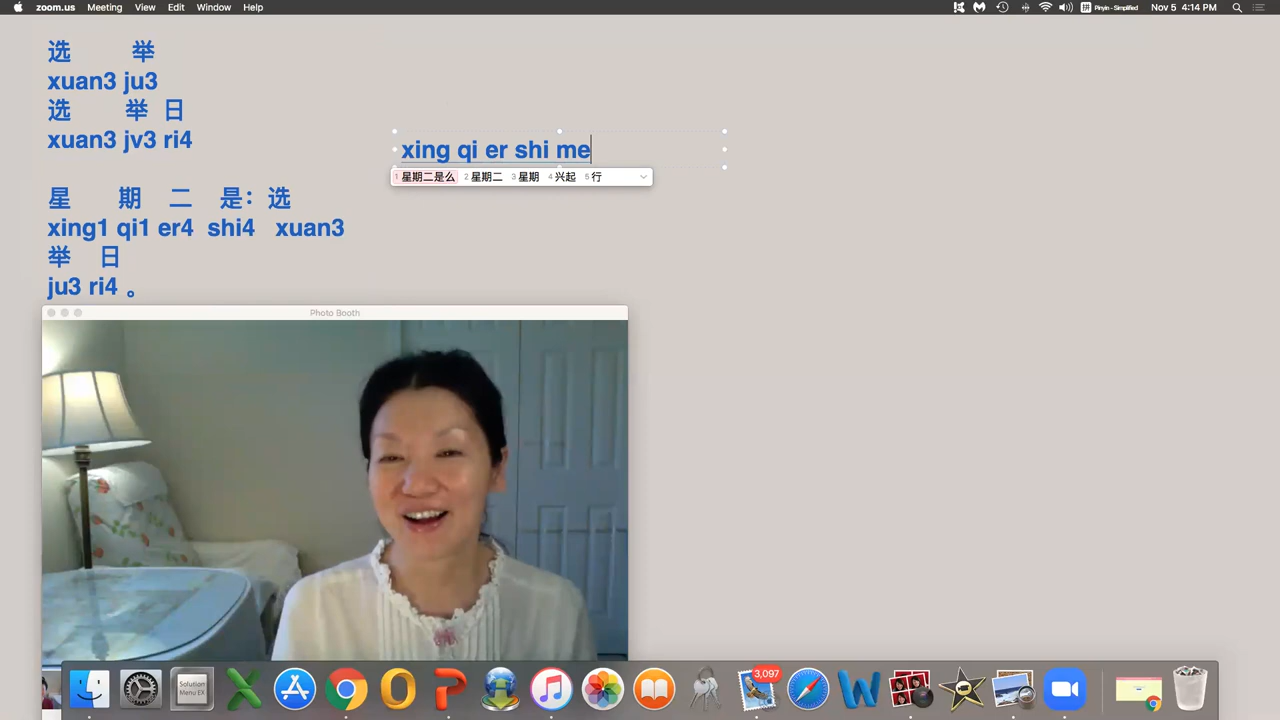 zoom.us Meeting View Edit Window Help
Pinyin - Simplified Nov 5 4:14 PM
选 举
xuan3 ju3
选 举 日
xuan3 jv3 ri4
星 期 二 是：选
xing1 qi1 er4 shi4 xuan3
举 日
ju3 ri4 。
xing qi er shi me
1 星期二是么 2 星期二 3 星期 4 兴起 5 行
Photo Booth
Solution
Menu EX
3,097